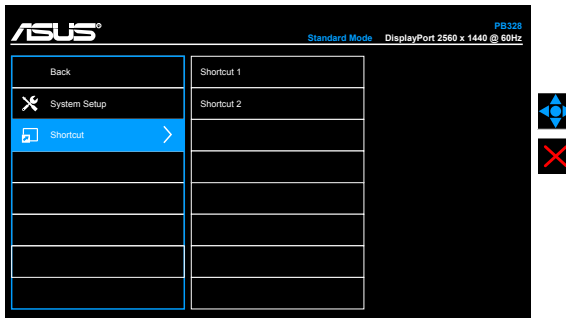 ASUS
PB328
Standard Mode DisplayPort 2560 x 1440 @ 60Hz
Back
System Setup
Shortcut
Shortcut 1
Shortcut 2